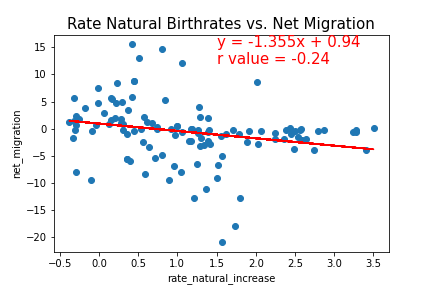 Rate Natural Birthrates vs. Net Migration
y = -1.355x + 0.94
r value = -0.24
15
10
5
0
−5
−10
−15
−20
net_migration
−0.5 0.0 0.5 1.0 1.5 2.0 2.5 3.0 3.5
rate_natural_increase